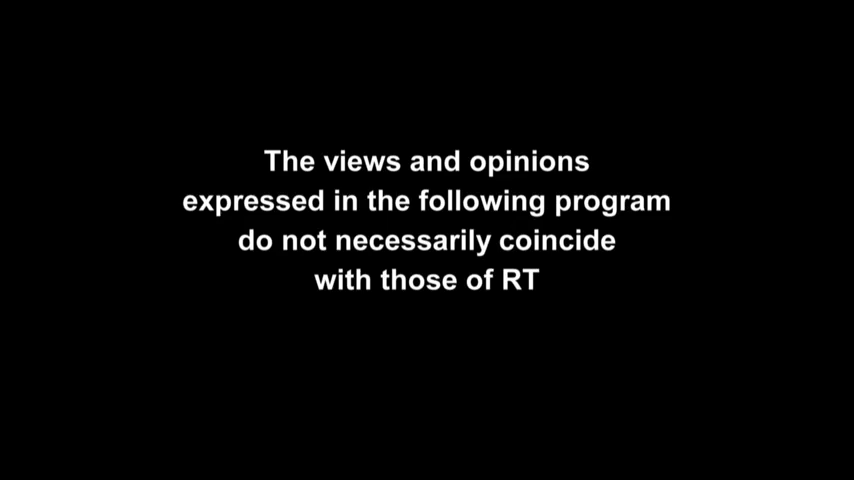 The views and opinions
expressed in the following program
do not necessarily coincide
with those of RT